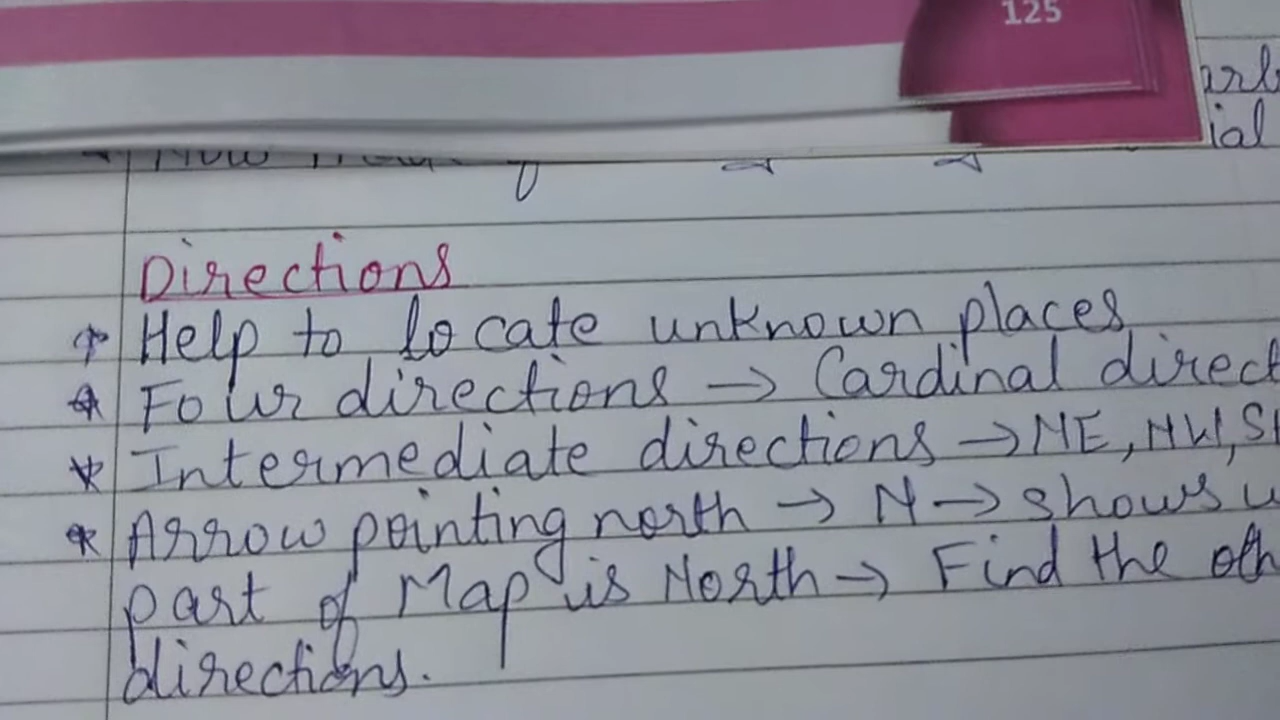 125
Directions
* Help to locate unknown places
* Four directions → Cardinal direct
* Intermediate directions → NE, NW, S
* Arrow pointing north → N → shows u
part of Map is North → Find the oth
directions.